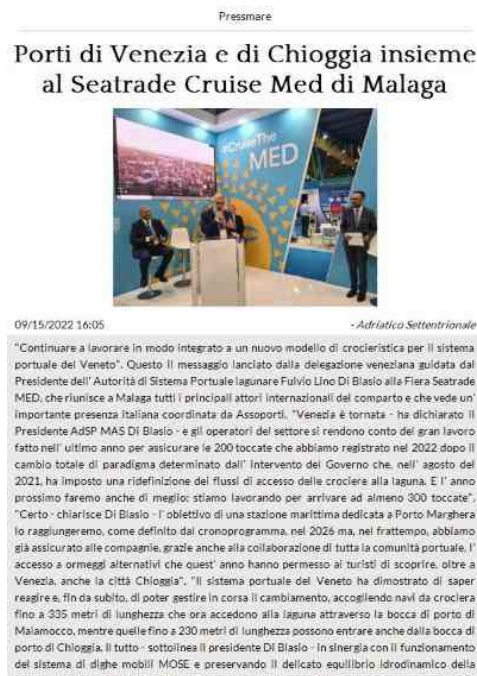 Pressmare
Porti di Venezia e di Chioggia insieme
al Seatrade Cruise Med di Malaga
#CruiseThe
MED
09/15/2022 16:05
- Adriatico Settentrionale
"Continuare a lavorare in modo integrato a un nuovo modello di crocieristica per il sistema
portuale del Veneto". Questo il messaggio lanciato dalla delegazione veneziana guidata dal
Presidente dell' Autorità di Sistema Portuale lagunare Fulvio Lino Di Blasio alla Fiera Seatrade
MED, che riunisce a Malaga tutti i principali attori internazionali del comparto e che vede un'
importante presenza italiana coordinata da Assoporti. "Venezia è tornata - ha dichiarato il
Presidente AdSP MAS Di Blasio - e gli operatori del settore si rendono conto del gran lavoro
fatto nell' ultimo anno per assicurare le 200 toccate che abbiamo registrato nel 2022 dopo il
cambio totale di paradigma determinato dall' intervento del Governo che, nell' agosto del
2021, ha imposto una ridefinizione dei flussi di accesso delle crociere alla laguna. E l' anno
prossimo faremo anche di meglio: stiamo lavorando per arrivare ad almeno 300 toccate".
"Certo - chiarisce Di Blasio - l' obiettivo di una stazione marittima dedicata a Porto Marghera
lo raggiungeremo, come definito dal cronoprogramma, nel 2026 ma, nel frattempo, abbiamo
già assicurato alle compagnie, grazie anche alla collaborazione di tutta la comunità portuale, l'
accesso a ormeggi alternativi che quest' anno hanno permesso ai turisti di scoprire, oltre a
Venezia, anche la città Chioggia". "Il sistema portuale del Veneto ha dimostrato di saper
reagire e, fin da subito, di poter gestire in corsa il cambiamento, accogliendo navi da crociera
fino a 335 metri di lunghezza che ora accedono alla laguna attraverso la bocca di porto di
Malamocco, mentre quelle fino a 230 metri di lunghezza possono entrare anche dalla bocca di
porto di Chioggia. Il tutto - sottolinea il presidente Di Blasio - in sinergia con il funzionamento
del sistema di dighe mobili MOSE e preservando il delicato equilibrio idrodinamico della